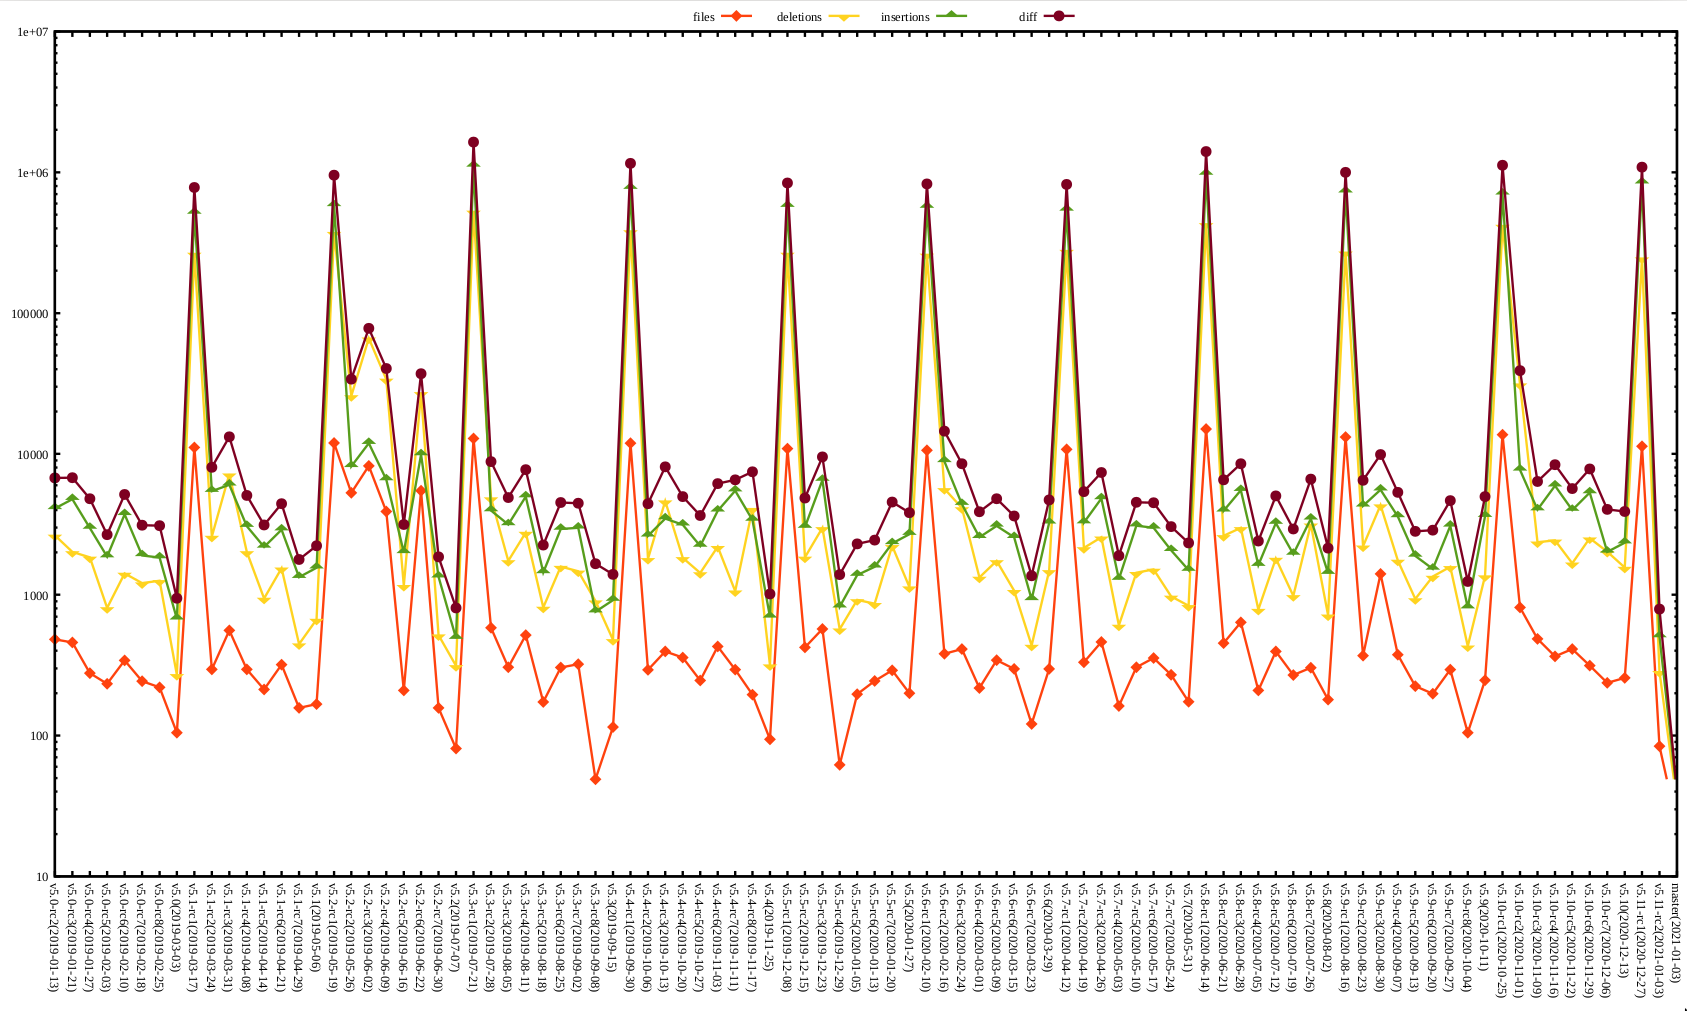 files
deletions
insertions
diff
1e+07
1e+06
100000
10000
1000
100
10
v5.0-rc2(2019-01-13)
v5.0-rc3(2019-01-21)
v5.0-rc4(2019-01-27)
v5.0-rc5(2019-02-03)
v5.0-rc6(2019-02-10)
v5.0-rc7(2019-02-18)
v5.0-rc8(2019-02-25)
v5.0(2019-03-03)
v5.1-rc1(2019-03-17)
v5.1-rc2(2019-03-24)
v5.1-rc3(2019-03-31)
v5.1-rc4(2019-04-08)
v5.1-rc5(2019-04-14)
v5.1-rc6(2019-04-21)
v5.1-rc7(2019-04-29)
v5.1(2019-05-06)
v5.2-rc1(2019-05-19)
v5.2-rc2(2019-05-26)
v5.2-rc3(2019-06-02)
v5.2-rc4(2019-06-09)
v5.2-rc5(2019-06-16)
v5.2-rc6(2019-06-22)
v5.2-rc7(2019-06-30)
v5.2(2019-07-07)
v5.3-rc1(2019-07-21)
v5.3-rc2(2019-07-28)
v5.3-rc3(2019-08-05)
v5.3-rc4(2019-08-11)
v5.3-rc5(2019-08-18)
v5.3-rc6(2019-08-25)
v5.3-rc7(2019-09-02)
v5.3-rc8(2019-09-08)
v5.3(2019-09-15)
v5.4-rc1(2019-09-30)
v5.4-rc2(2019-10-06)
v5.4-rc3(2019-10-13)
v5.4-rc4(2019-10-20)
v5.4-rc5(2019-10-27)
v5.4-rc6(2019-11-03)
v5.4-rc7(2019-11-11)
v5.4-rc8(2019-11-17)
v5.4(2019-11-25)
v5.5-rc1(2019-12-08)
v5.5-rc2(2019-12-15)
v5.5-rc3(2019-12-23)
v5.5-rc4(2019-12-29)
v5.5-rc5(2020-01-05)
v5.5-rc6(2020-01-13)
v5.5-rc7(2020-01-20)
v5.5(2020-01-27)
v5.6-rc1(2020-02-10)
v5.6-rc2(2020-02-16)
v5.6-rc3(2020-02-24)
v5.6-rc4(2020-03-01)
v5.6-rc5(2020-03-09)
v5.6-rc6(2020-03-15)
v5.6-rc7(2020-03-23)
v5.6(2020-03-29)
v5.7-rc1(2020-04-12)
v5.7-rc2(2020-04-19)
v5.7-rc3(2020-04-26)
v5.7-rc4(2020-05-03)
v5.7-rc5(2020-05-10)
v5.7-rc6(2020-05-17)
v5.7-rc7(2020-05-24)
v5.7(2020-05-31)
v5.8-rc1(2020-06-14)
v5.8-rc2(2020-06-21)
v5.8-rc3(2020-06-28)
v5.8-rc4(2020-07-05)
v5.8-rc5(2020-07-12)
v5.8-rc6(2020-07-19)
v5.8-rc7(2020-07-26)
v5.8(2020-08-02)
v5.9-rc1(2020-08-16)
v5.9-rc2(2020-08-23)
v5.9-rc3(2020-08-30)
v5.9-rc4(2020-09-07)
v5.9-rc5(2020-09-13)
v5.9-rc6(2020-09-20)
v5.9-rc7(2020-09-27)
v5.9-rc8(2020-10-04)
v5.9(2020-10-11)
v5.10-rc1(2020-10-25)
v5.10-rc2(2020-11-01)
v5.10-rc3(2020-11-09)
v5.10-rc4(2020-11-16)
v5.10-rc5(2020-11-22)
v5.10-rc6(2020-11-29)
v5.10-rc7(2020-12-06)
v5.10(2020-12-13)
v5.11-rc1(2020-12-27)
v5.11-rc2(2021-01-03)
master(2021-01-03)